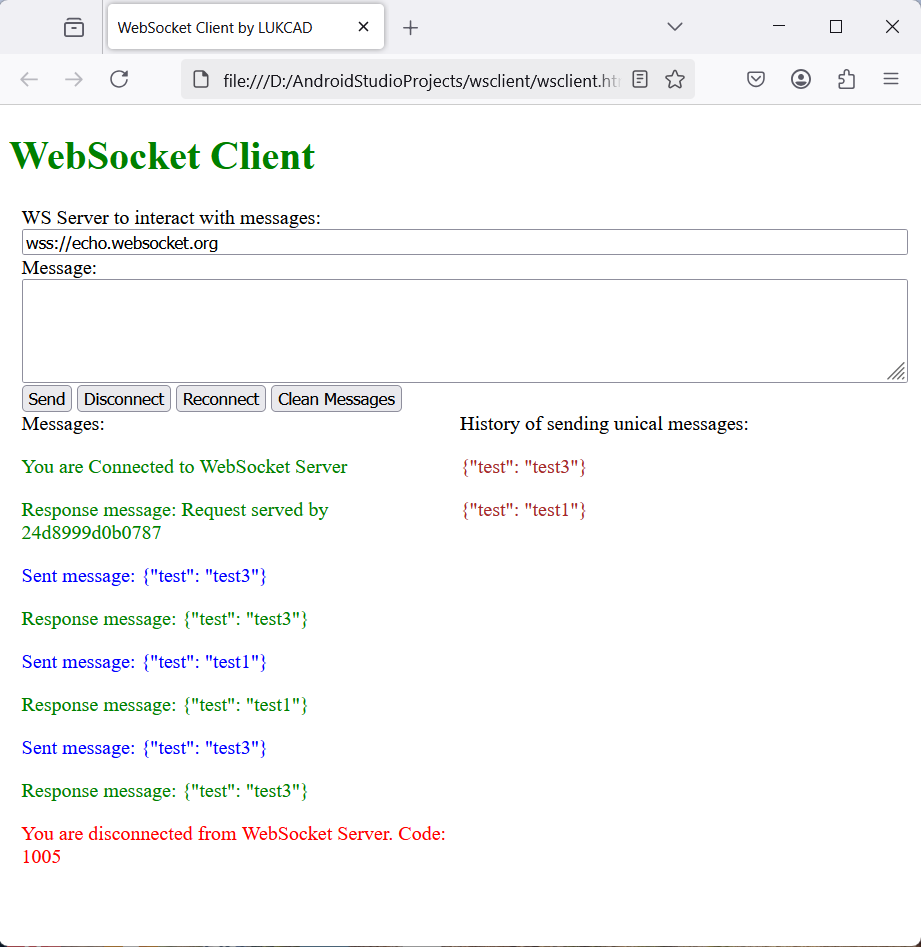 WebSocket Client by LUKCAD
file:///D:/AndroidStudioProjects/wsclient/wsclient.htm
WebSocket Client
WS Server to interact with messages:
wss://echo.websocket.org
Message:
Send Disconnect Reconnect Clean Messages
Messages:
You are Connected to WebSocket Server
Response message: Request served by
24d8999d0b0787
Sent message: {"test": "test3"}
Response message: {"test": "test3"}
Sent message: {"test": "test1"}
Response message: {"test": "test1"}
Sent message: {"test": "test3"}
Response message: {"test": "test3"}
You are disconnected from WebSocket Server. Code:
1005
History of sending unical messages:
{"test": "test3"}
{"test": "test1"}